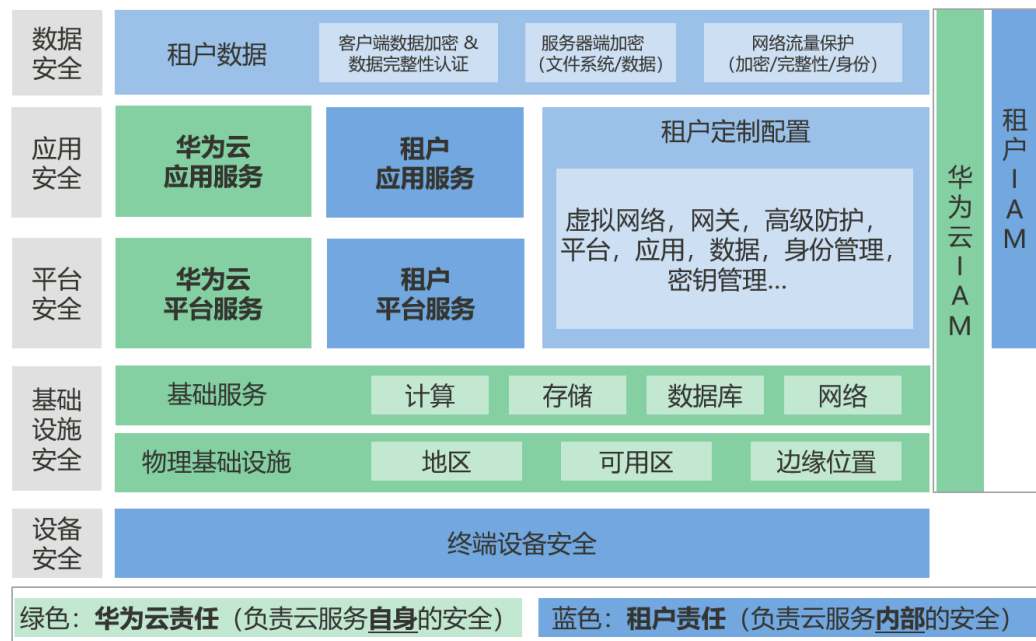 数据
安全
租户数据
客户端数据加密 &
数据完整性认证
服务器端加密
(文件系统/数据)
网络流量保护
(加密/完整性/身份)
应用
安全
华为云
应用服务
租户
应用服务
租户定制配置
虚拟网络，网关，高级防护，
平台，应用，数据，身份管理，
密钥管理...
平台
安全
华为云
平台服务
租户
平台服务
基础
设施
安全
基础服务
计算
存储
数据库
网络
物理基础设施
地区
可用区
边缘位置
设备
安全
终端设备安全
华
为
云
I
A
M
租
户
I
A
M
绿色：华为云责任（负责云服务自身的安全）
蓝色：租户责任（负责云服务内部的安全）